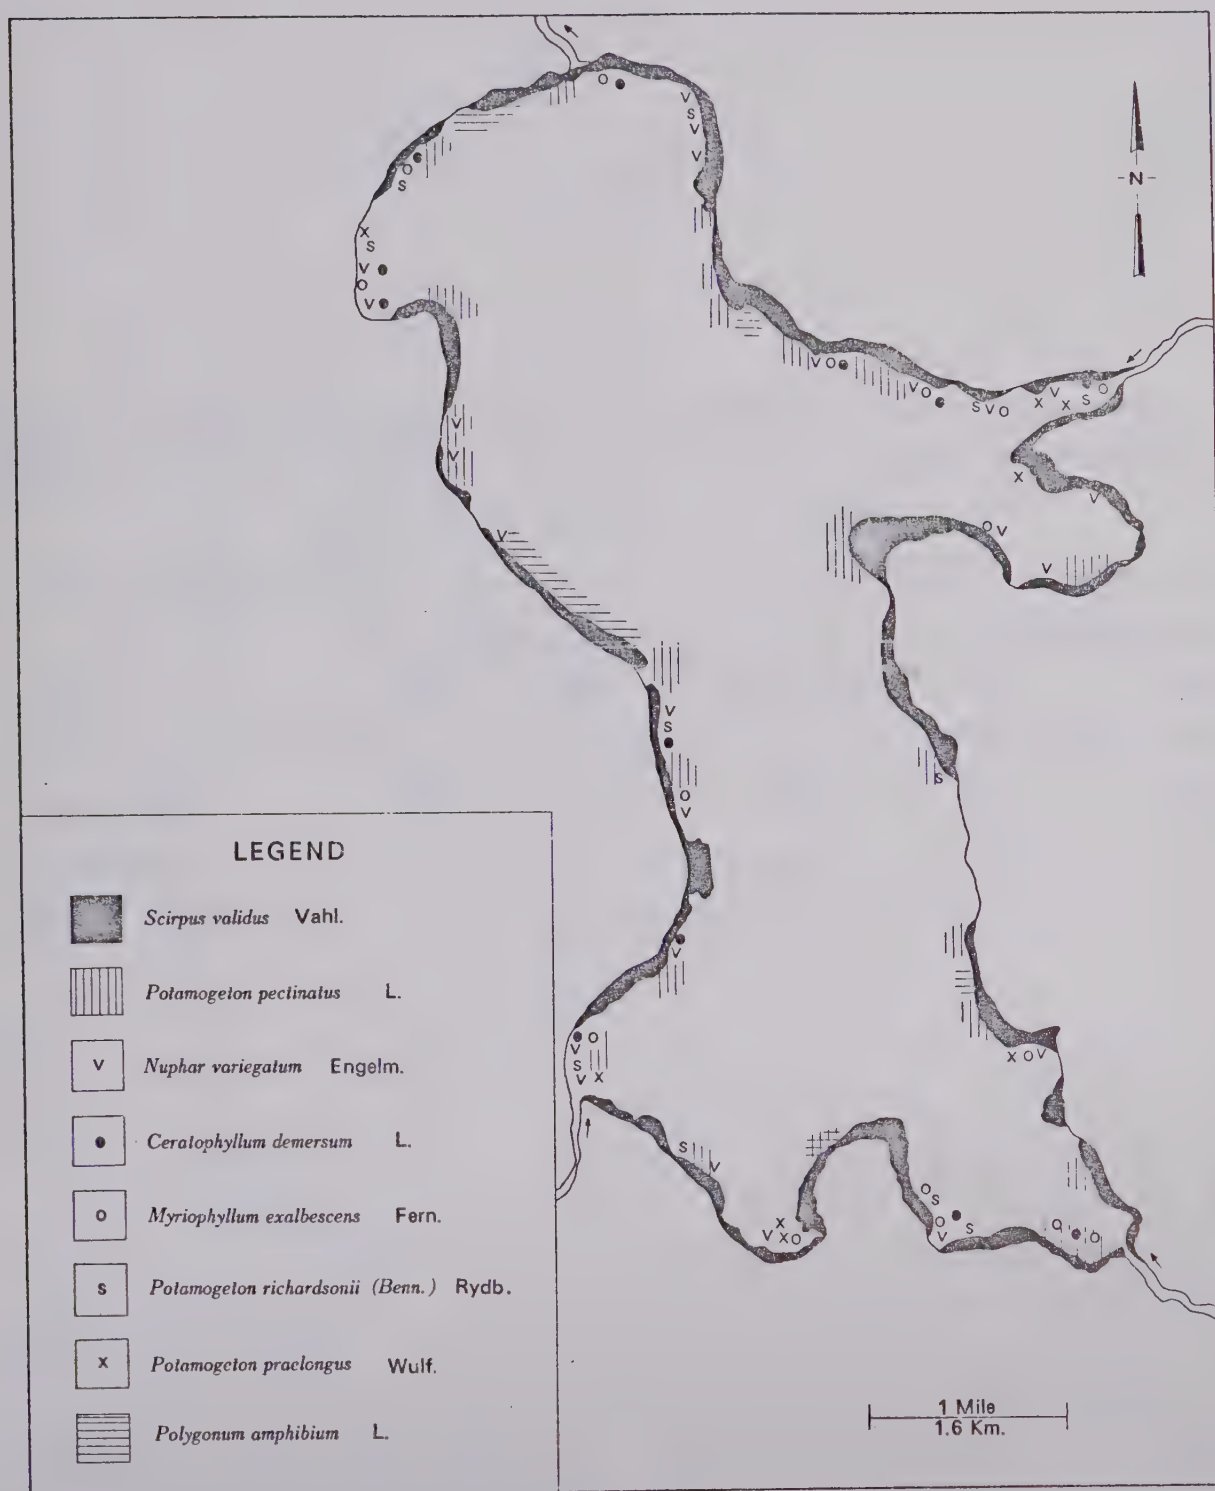 N
LEGEND
Scirpus validus Vahl.
Potamogeton pectinatus L.
v Nuphar variegatum Engelm.
Ceratophyllum demersum L.
o Myriophyllum exalbescens Fern.
s Potamogeton richardsonii (Benn.) Rydb.
x Potamogeton praelongus Wulf.
Polygonum amphibium L.
1 Mile
1.6 Km.